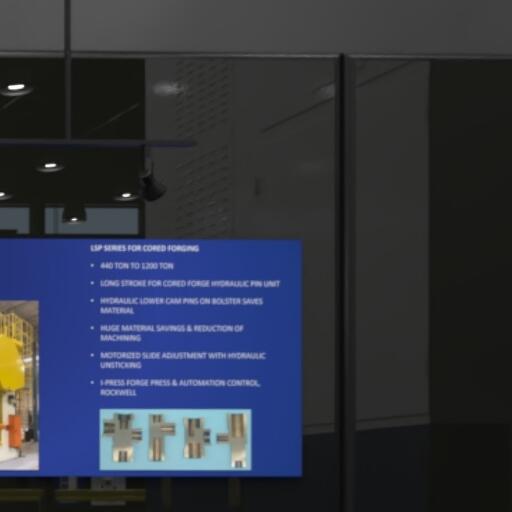 LSP SERIES FOR CORED FORGING
• 440 TON TO 1200 TON
• LONG STROKE FOR CORED FORGE HYDRAULIC PIN UNIT
• HYDRAULIC LOWER CAM PINS ON BOLSTER SAVES
MATERIAL
• HUGE MATERIAL SAVINGS & REDUCTION OF
MACHINING
• MOTORIZED SLIDE ADJUSTMENT WITH HYDRAULIC
UNSTICKING
• I-PRESS FORGE PRESS & AUTOMATION CONTROL,
ROCKWELL